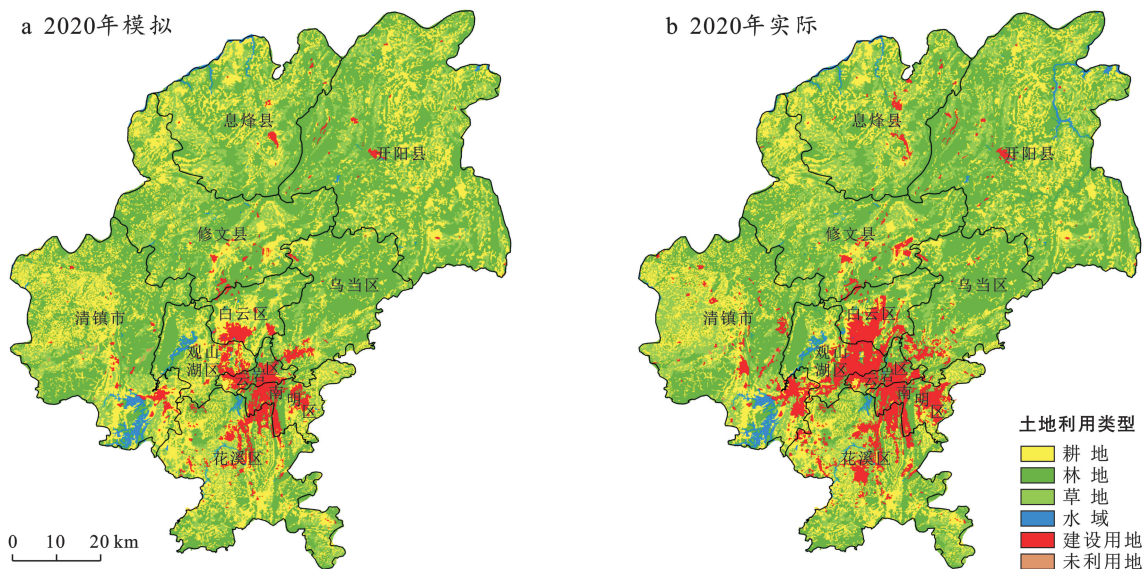 a 2020年模拟
息烽县
开阳县
修文县
乌当区
清镇市
白云区
观山
湖区
云岩区
南明区
花溪区
0 10 20 km
b 2020年实际
息烽县
开阳县
修文县
乌当区
清镇市
白云区
观山
湖区
云岩区
南明区
花溪区
土地利用类型
耕 地
林 地
草 地
水 域
建设用地
未利用地